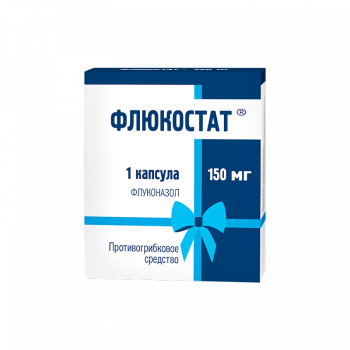 ФЛЮКОСТАТ®
1 капсула 150 мг
ФЛУКОНАЗОЛ
Противогрибковое
средство